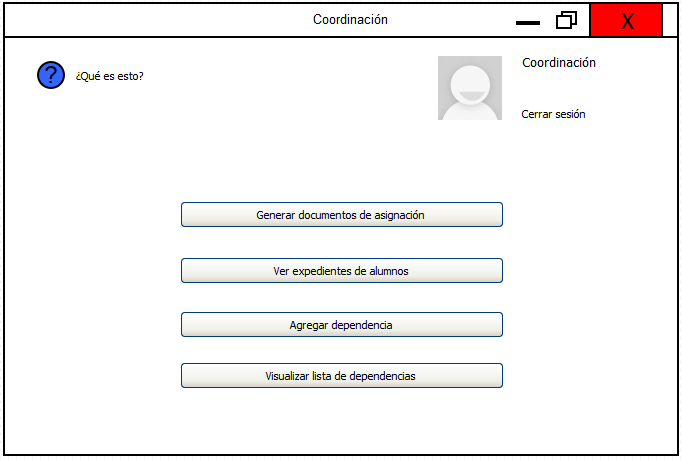 Coordinación
X
?
¿Qué es esto?
Coordinación
Cerrar sesión
Generar documentos de asignación
Ver expedientes de alumnos
Agregar dependencia
Visualizar lista de dependencias